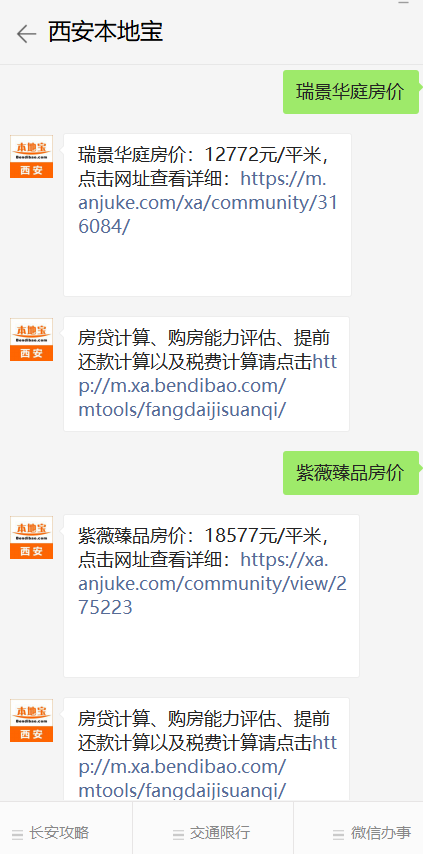 西安本地宝
瑞景华庭房价
本地宝
Bendibao.com
西安
瑞景华庭房价：12772元/平米，
点击网址查看详细：https://m.
anjuke.com/xa/community/31
6084/
本地宝
Bendibao.com
西安
房贷计算、购房能力评估、提前
还款计算以及税费计算请点击htt
p://m.xa.bendibao.com/
mtools/fangdaijisuanqi/
紫薇臻品房价
本地宝
Bendibao.com
西安
紫薇臻品房价：18577元/平米，
点击网址查看详细：https://xa.
anjuke.com/community/view/2
75223
本地宝
Bendibao.com
西安
房贷计算、购房能力评估、提前
还款计算以及税费计算请点击htt
p://m.xa.bendibao.com/
mtools/fangdaijisuanqi/
长安攻略
交通限行
微信办事